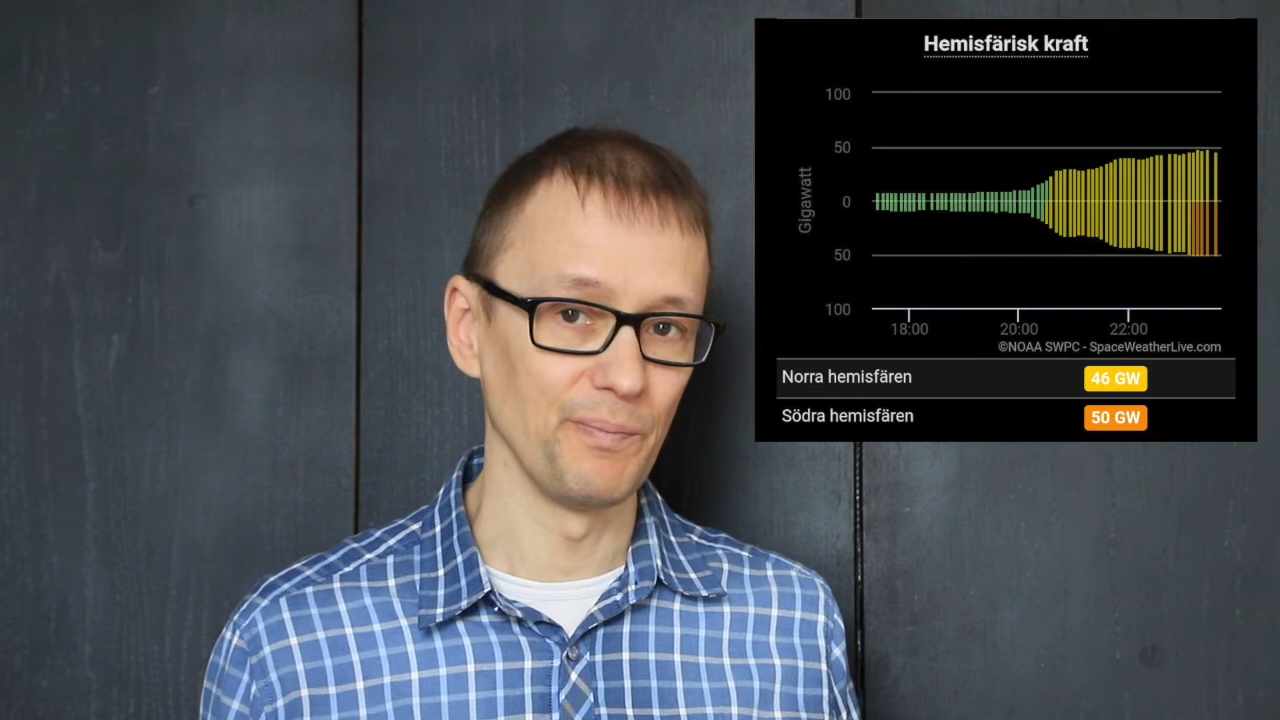 Hemisfärisk kraft
100
50
0
50
100
Gigawatt
18:00 20:00 22:00
©NOAA SWPC - SpaceWeatherLive.com
Norra hemisfären 46 GW
Södra hemisfären 50 GW